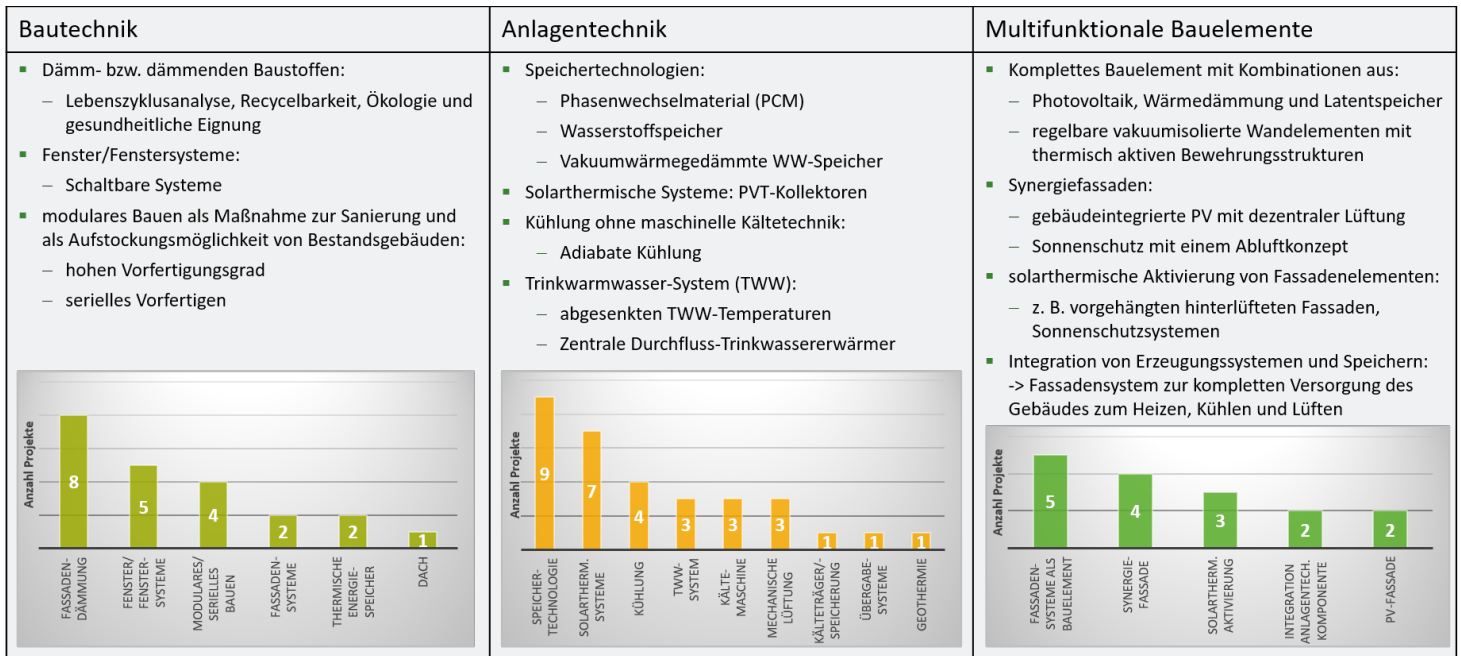 Bautechnik
▪ Dämm- bzw. dämmenden Baustoffen:
– Lebenszyklusanalyse, Recycelbarkeit, Ökologie und
gesundheitliche Eignung
▪ Fenster/Fenstersysteme:
– Schaltbare Systeme
▪ modulares Bauen als Maßnahme zur Sanierung und
als Aufstockungsmöglichkeit von Bestandsgebäuden:
– hohen Vorfertigungsgrad
– serielles Vorfertigen
Anzahl Projekte
8
5
4
2
2
1
FASSADEN-
DÄMMUNG
FENSTER/
FENSTER-
SYSTEME
MODULARES/
SERIELLES
BAUEN
FASSADEN-
SYSTEME
THERMISCHE
ENERGIE-
SPEICHER
DACH
Anlagentechnik
▪ Speichertechnologien:
– Phasenwechselmaterial (PCM)
– Wasserstoffspeicher
– Vakuumwärmegedämmte WW-Speicher
▪ Solarthermische Systeme: PVT-Kollektoren
▪ Kühlung ohne maschinelle Kältetechnik:
– Adiabate Kühlung
▪ Trinkwarmwasser-System (TWW):
– abgesenkten TWW-Temperaturen
– Zentrale Durchfluss-Trinkwassererwärmer
Anzahl Projekte
9
7
4
3
3
3
1
1
1
SPEICHER-
TECHNOLOGIE
SOLARTHERM.
SYSTEME
KÜHLUNG
TWW-
SYSTEM
KÄLTE-
MASCHINE
MECHANISCHE
LÜFTUNG
KÄLTETRÄGER/-
SPEICHERUNG
ÜBERGABE-
SYSTEME
GEOTHERMIE
Multifunktionale Bauelemente
▪ Komplettes Bauelement mit Kombinationen aus:
– Photovoltaik, Wärmedämmung und Latentspeicher
– regelbare vakuumisolierte Wandelementen mit
thermisch aktiven Bewehrungsstrukturen
▪ Synergiefassaden:
– gebäudeintegrierte PV mit dezentraler Lüftung
– Sonnenschutz mit einem Abluftkonzept
▪ solarthermische Aktivierung von Fassadenelementen:
– z. B. vorgehängten hinterlüfteten Fassaden,
Sonnenschutzsystemen
▪ Integration von Erzeugungssystemen und Speichern:
-> Fassadensystem zur kompletten Versorgung des
Gebäudes zum Heizen, Kühlen und Lüften
Anzahl Projekte
5
4
3
2
2
FASSADEN-
SYSTEME ALS
BAUELEMENT
SYNERGIE-
FASSADE
SOLARTHERM.
AKTIVIERUNG
INTEGRATION
ANLAGENTECH.
KOMPONENTE
PV-FASSADE